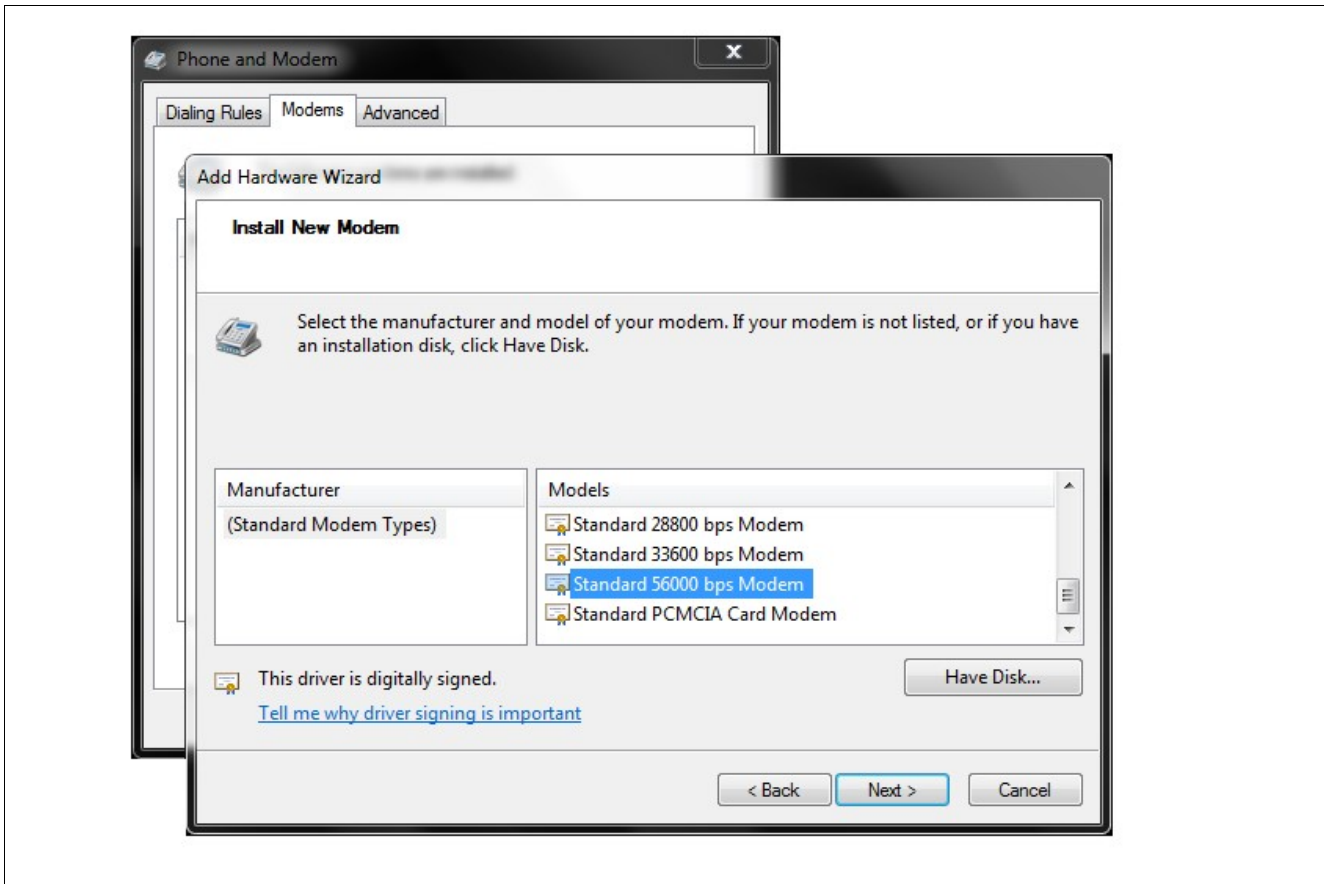 Phone and Modem
x
Dialing Rules Modems Advanced
Add Hardware Wizard
Install New Modem
Select the manufacturer and model of your modem. If your modem is not listed, or if you have
an installation disk, click Have Disk.
Manufacturer
(Standard Modem Types)
Models
Standard 28800 bps Modem
Standard 33600 bps Modem
Standard 56000 bps Modem
Standard PCMCIA Card Modem
This driver is digitally signed.
Have Disk...
Tell me why driver signing is important
< Back Next > Cancel